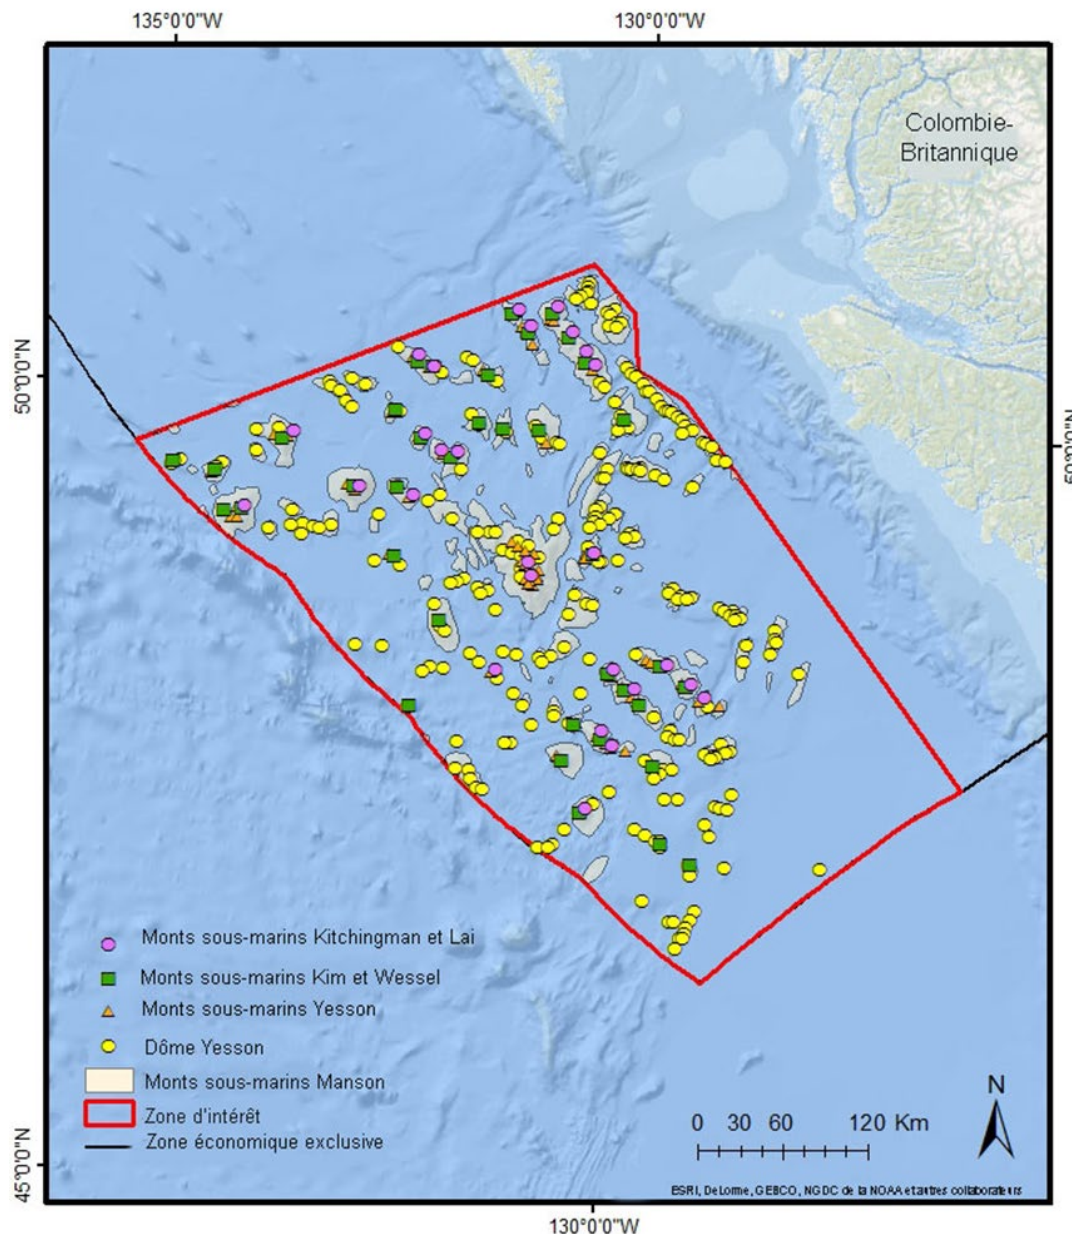 135°0'0"W 130°0'0"W
Colombie-
Britannique
50°0'0"N
50°0'0"N
Monts sous-marins Kitchingman et Lai
Monts sous-marins Kim et Wessel
Monts sous-marins Yesson
Dôme Yesson
Monts sous-marins Manson
Zone d'intérêt
Zone économique exclusive
N
0 30 60 120 Km
45°0'0"N
ESRI, DeLorme, GEBCO, NGDC de la NOAA et autres collaborateurs
130°0'0"W